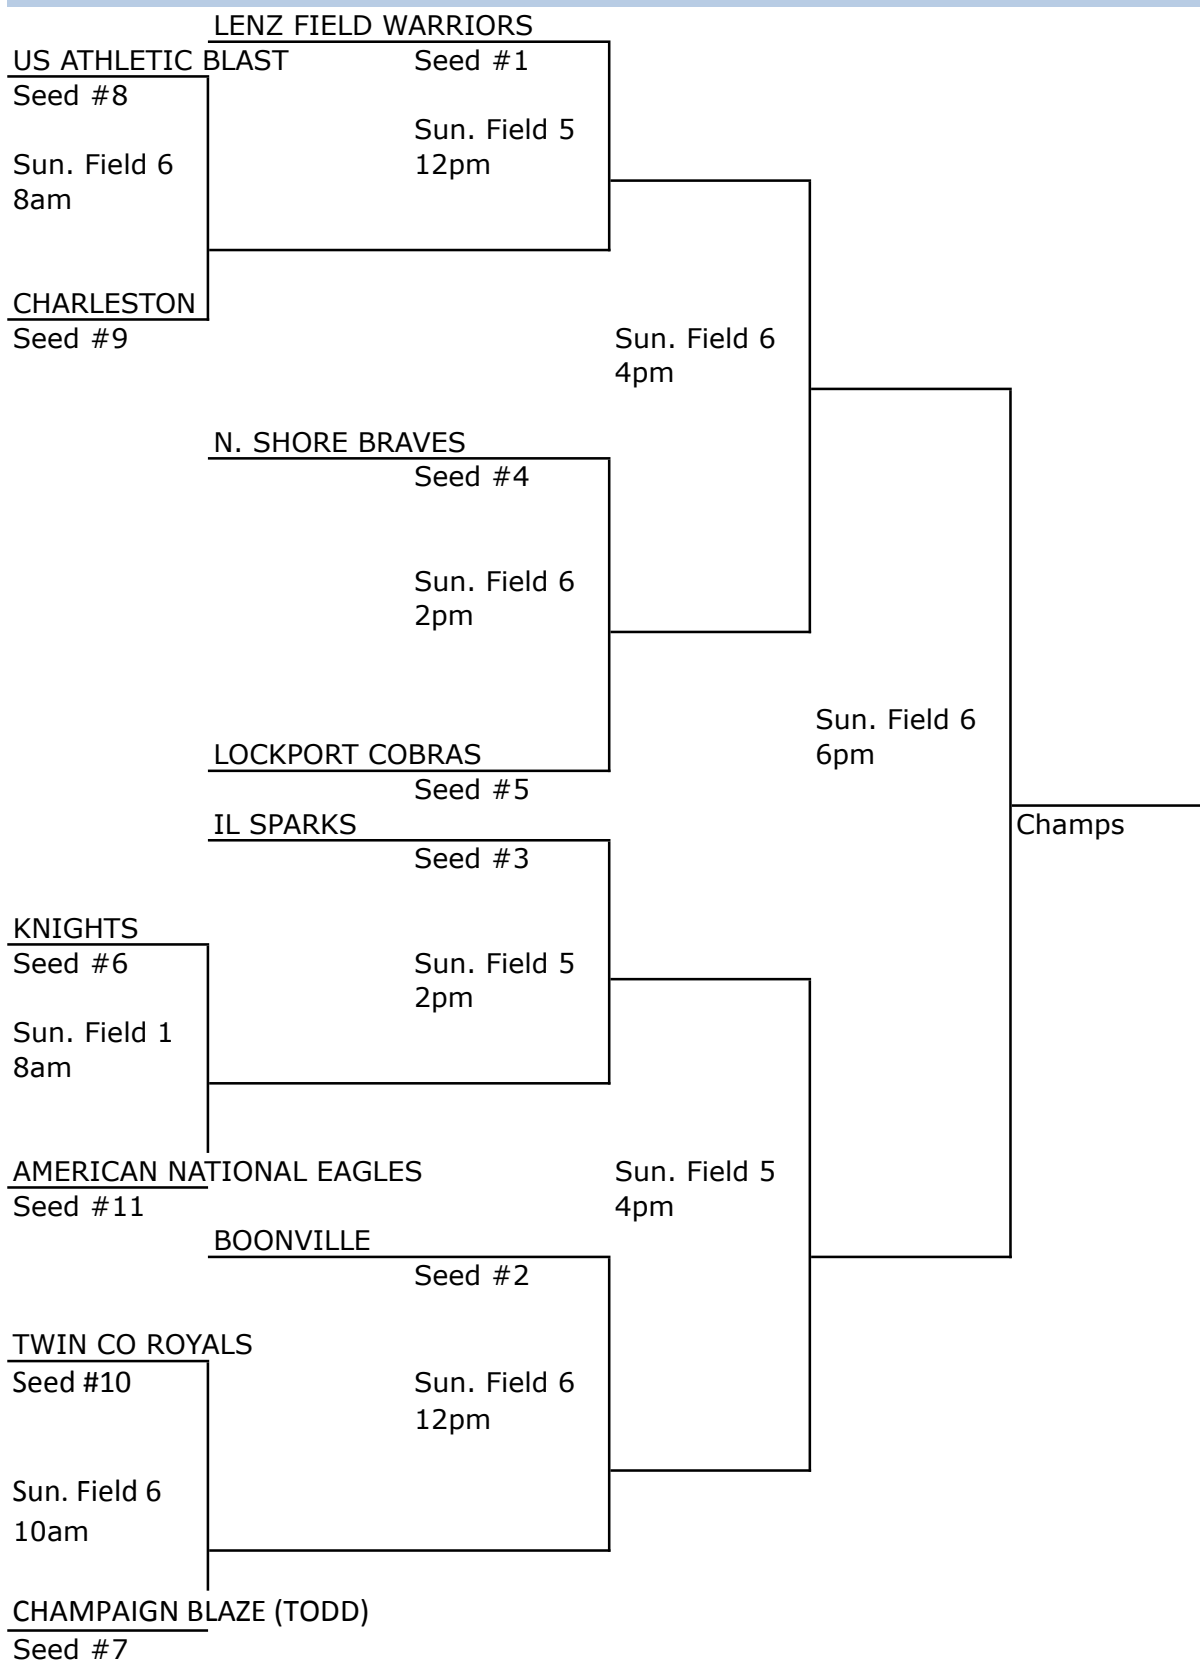 LENZ FIELD WARRIORS
US ATHLETIC BLAST
Seed #1
Seed #8
Sun. Field 5
12pm
Sun. Field 6
8am
CHARLESTON
Seed #9
Sun. Field 6
4pm
N. SHORE BRAVES
Seed #4
Sun. Field 6
2pm
Sun. Field 6
6pm
LOCKPORT COBRAS
Seed #5
IL SPARKS
Champs
Seed #3
KNIGHTS
Seed #6
Sun. Field 5
2pm
Sun. Field 1
8am
AMERICAN NATIONAL EAGLES
Seed #11
Sun. Field 5
4pm
BOONVILLE
Seed #2
TWIN CO ROYALS
Seed #10
Sun. Field 6
12pm
Sun. Field 6
10am
CHAMPAIGN BLAZE (TODD)
Seed #7